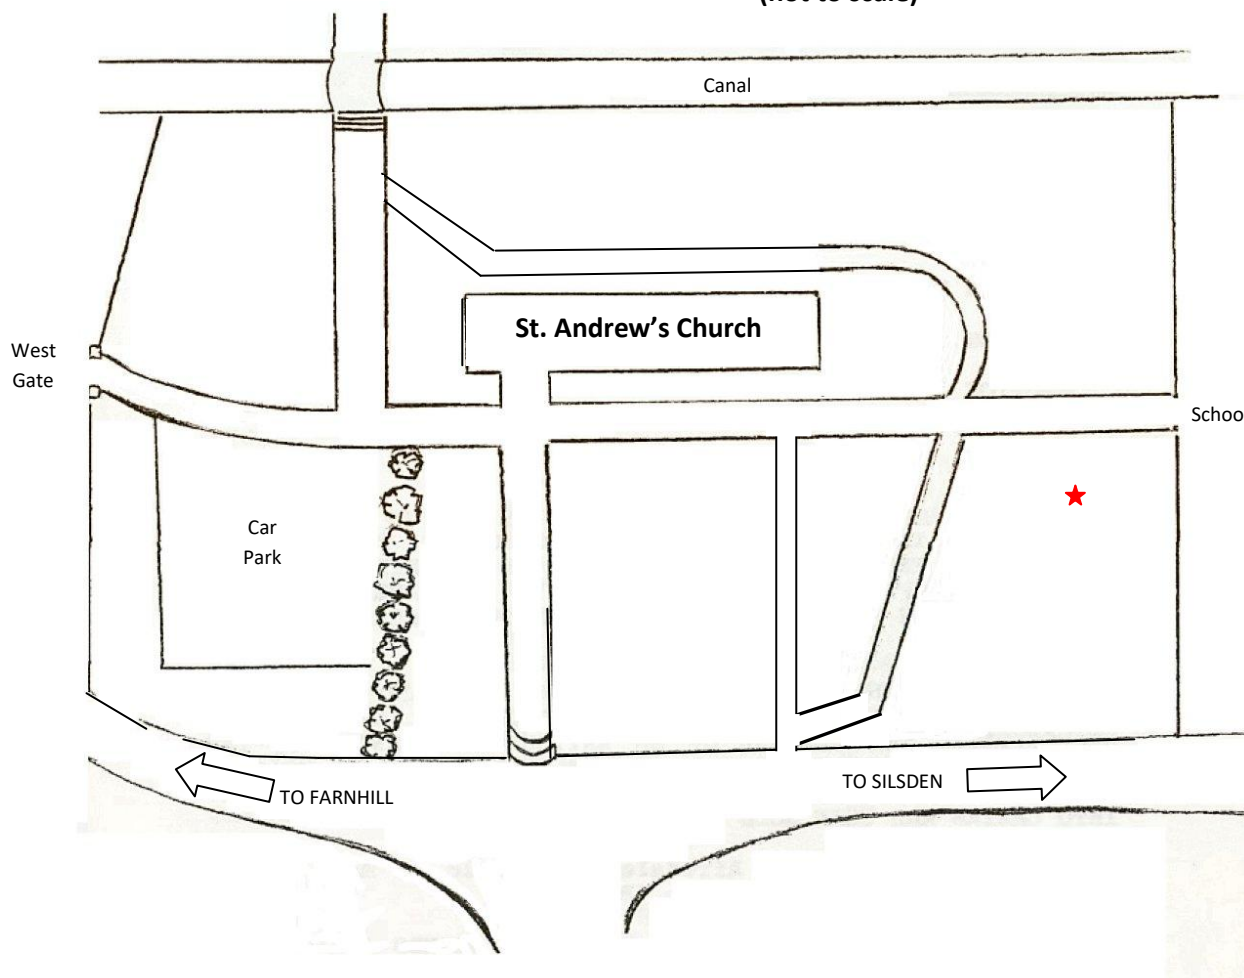 (not to scale)
Canal
St. Andrew's Church
West
Gate
Schoo
Car
Park
TO SILSDEN
TO FARNHILL